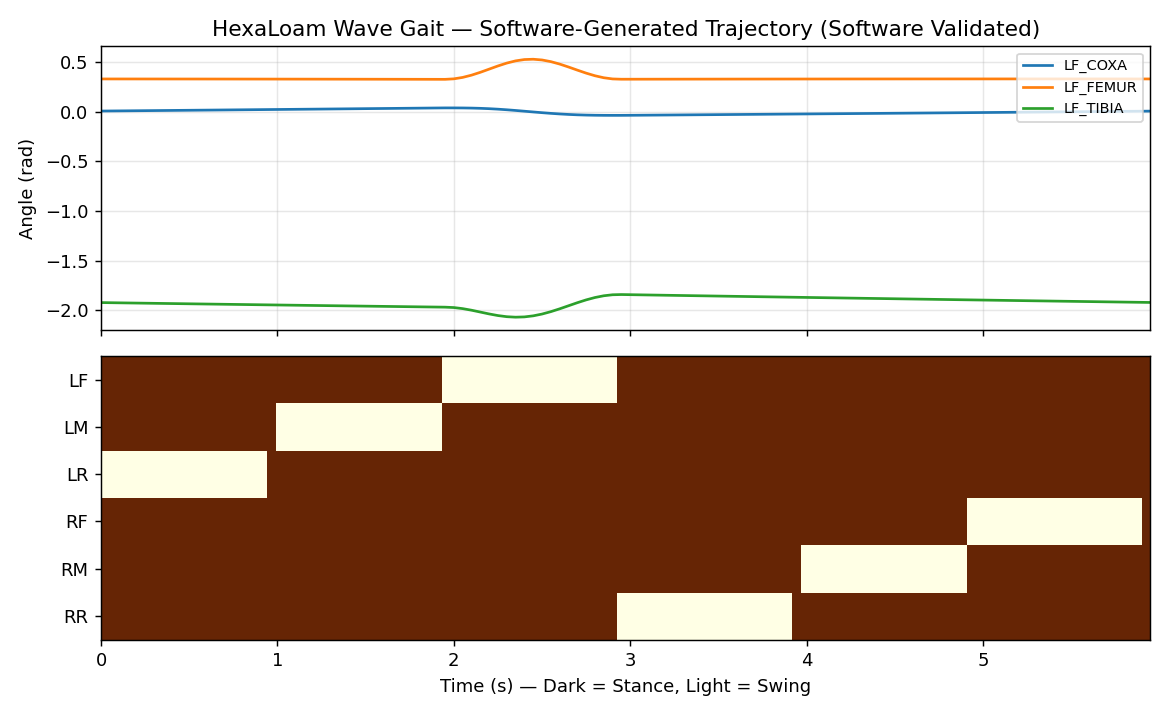 HexaLoam Wave Gait — Software-Generated Trajectory (Software Validated)
Angle (rad)
0.5
0.0
−0.5
−1.0
−1.5
−2.0
LF_COXA
LF_FEMUR
LF_TIBIA
LF
LM
LR
RF
RM
RR
0 1 2 3 4 5
Time (s) — Dark = Stance, Light = Swing